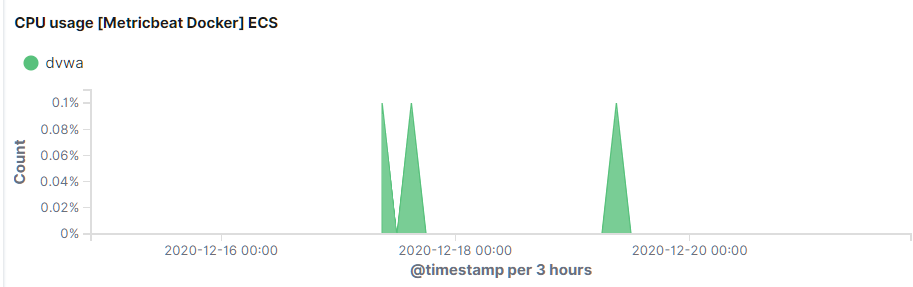 CPU usage [Metricbeat Docker] ECS
dvwa
0.1%
0.08%
0.06%
0.04%
0.02%
0%
Count
2020-12-16 00:00 2020-12-18 00:00 2020-12-20 00:00
@timestamp per 3 hours